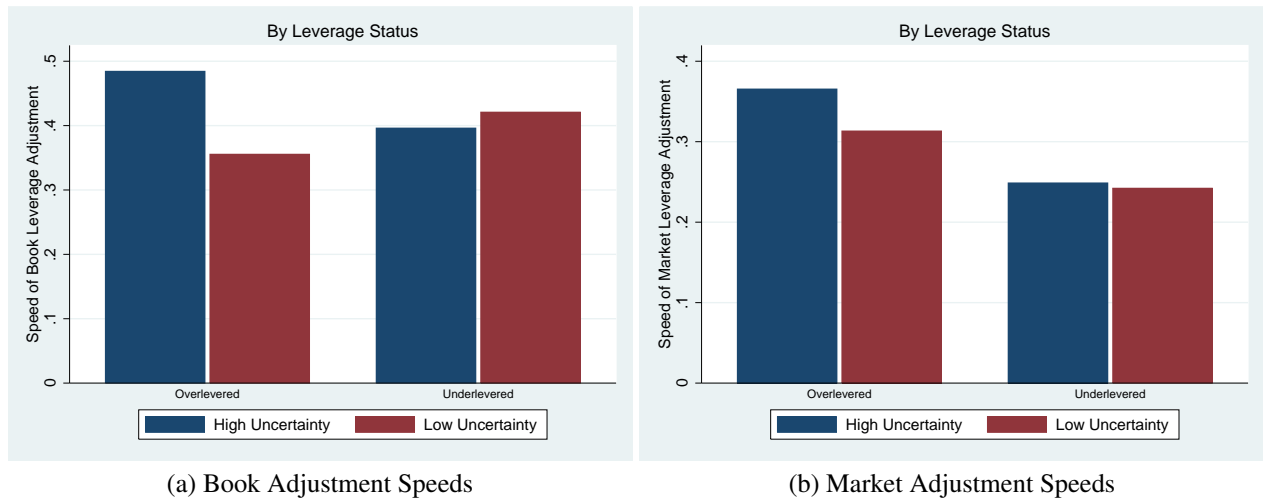 By Leverage Status
Speed of Book Leverage Adjustment
.5
.4
.3
.2
.1
0
Overlevered Underlevered
High Uncertainty Low Uncertainty
(a) Book Adjustment Speeds
By Leverage Status
Speed of Market Leverage Adjustment
.4
.3
.2
.1
0
Overlevered Underlevered
High Uncertainty Low Uncertainty
(b) Market Adjustment Speeds